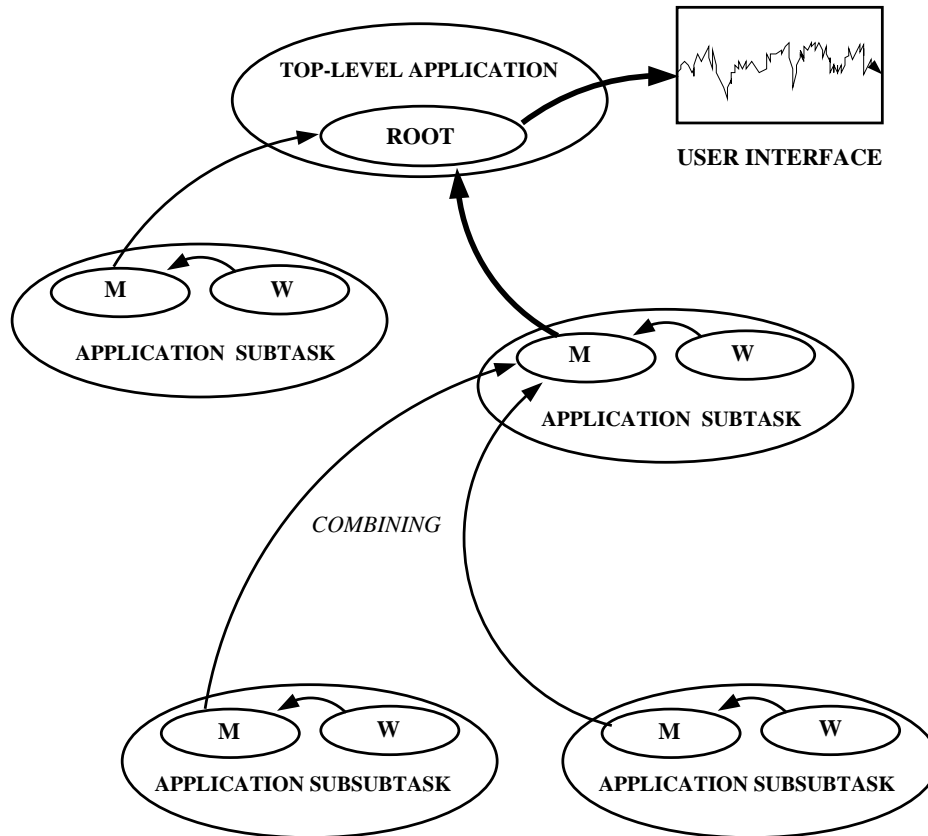 TOP-LEVEL APPLICATION
ROOT
USER INTERFACE
M W
APPLICATION SUBTASK
M W
APPLICATION SUBTASK
COMBINING
M W
APPLICATION SUBSUBTASK
M W
APPLICATION SUBSUBTASK